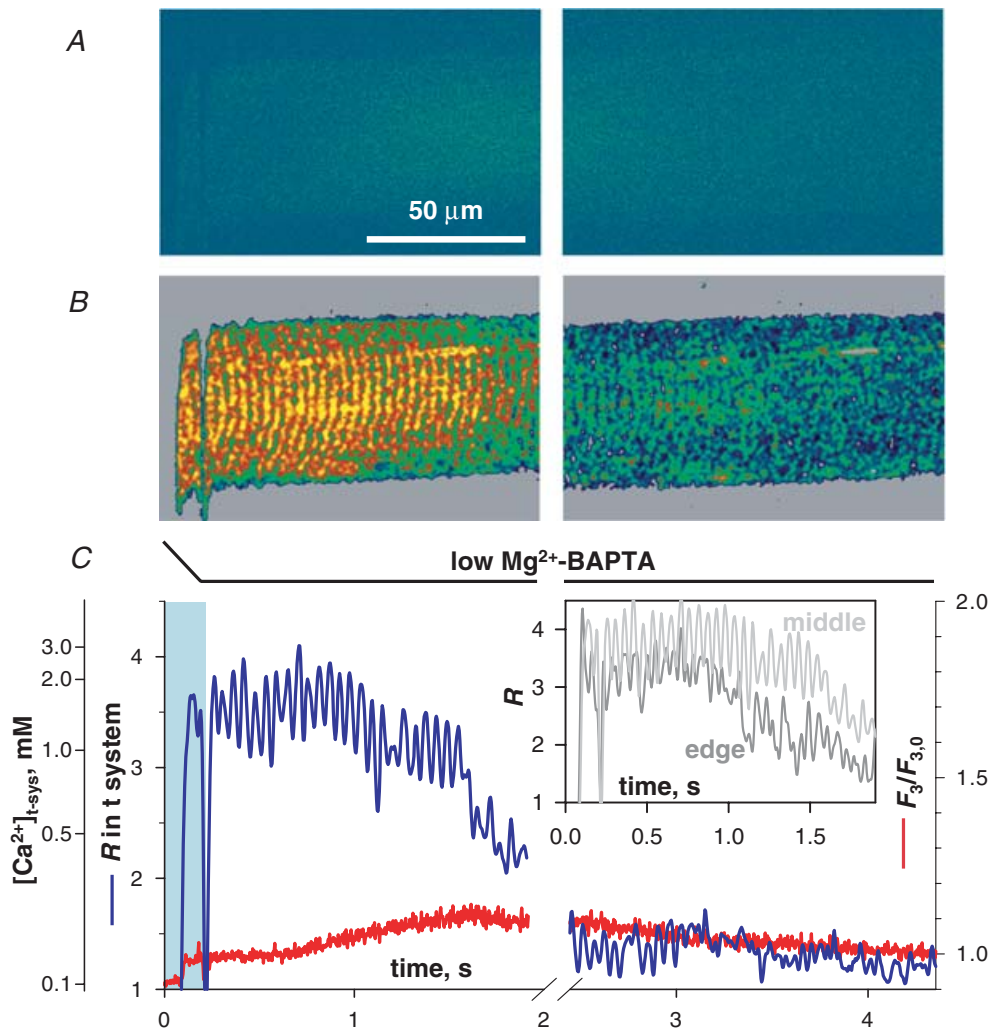 A
50 μm
B
C
low Mg²⁺-BAPTA
[Ca²⁺]t-sys, mM
3.0
2.0
1.0
0.5
0.1
R in t system
4
3
2
1
time, s
0
1
2
3
4
R
4
3
2
1
middle
edge
time, s
0.0
0.5
1.0
1.5
F₃/F₃,₀
2.0
1.5
1.0